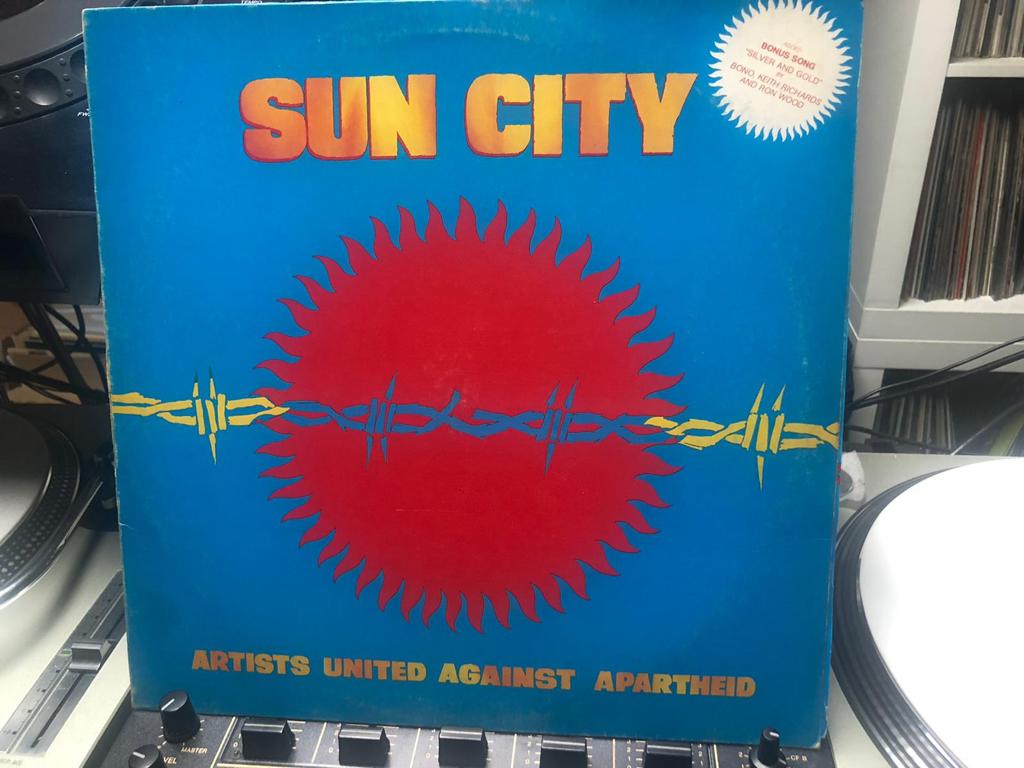 TEMPO
SUN CITY
ADDED
BONUS SONG
"SILVER AND GOLD"
BY
BONO, KEITH RICHARDS
AND RON WOOD
ARTISTS UNITED AGAINST APARTHEID
MASTER